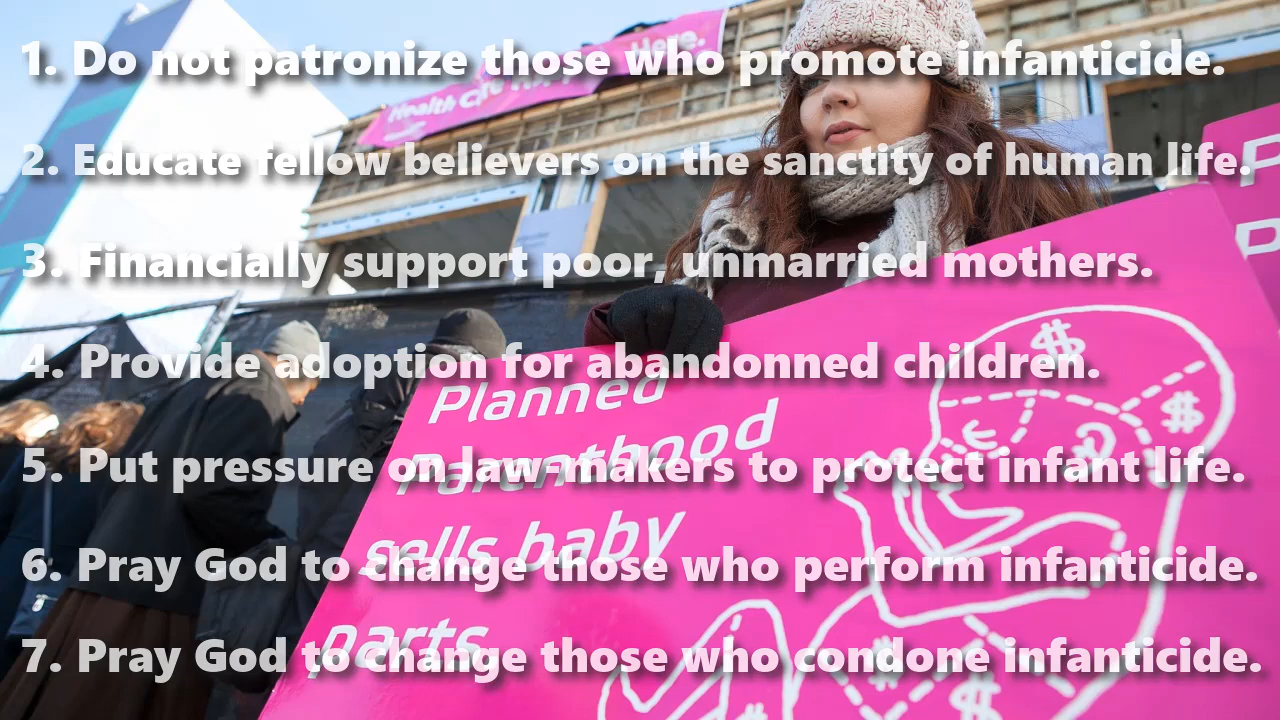 1. Do not patronize those who promote infanticide.
Health Here.
2. Educate fellow believers on the sanctity of human life.
3. Financially support poor, unmarried mothers.
4. Provide adoption for abandonned children.
Planned
Parenthood
sells baby
parts
5. Put pressure on law-makers to protect infant life.
6. Pray God to change those who perform infanticide.
7. Pray God to change those who condone infanticide.